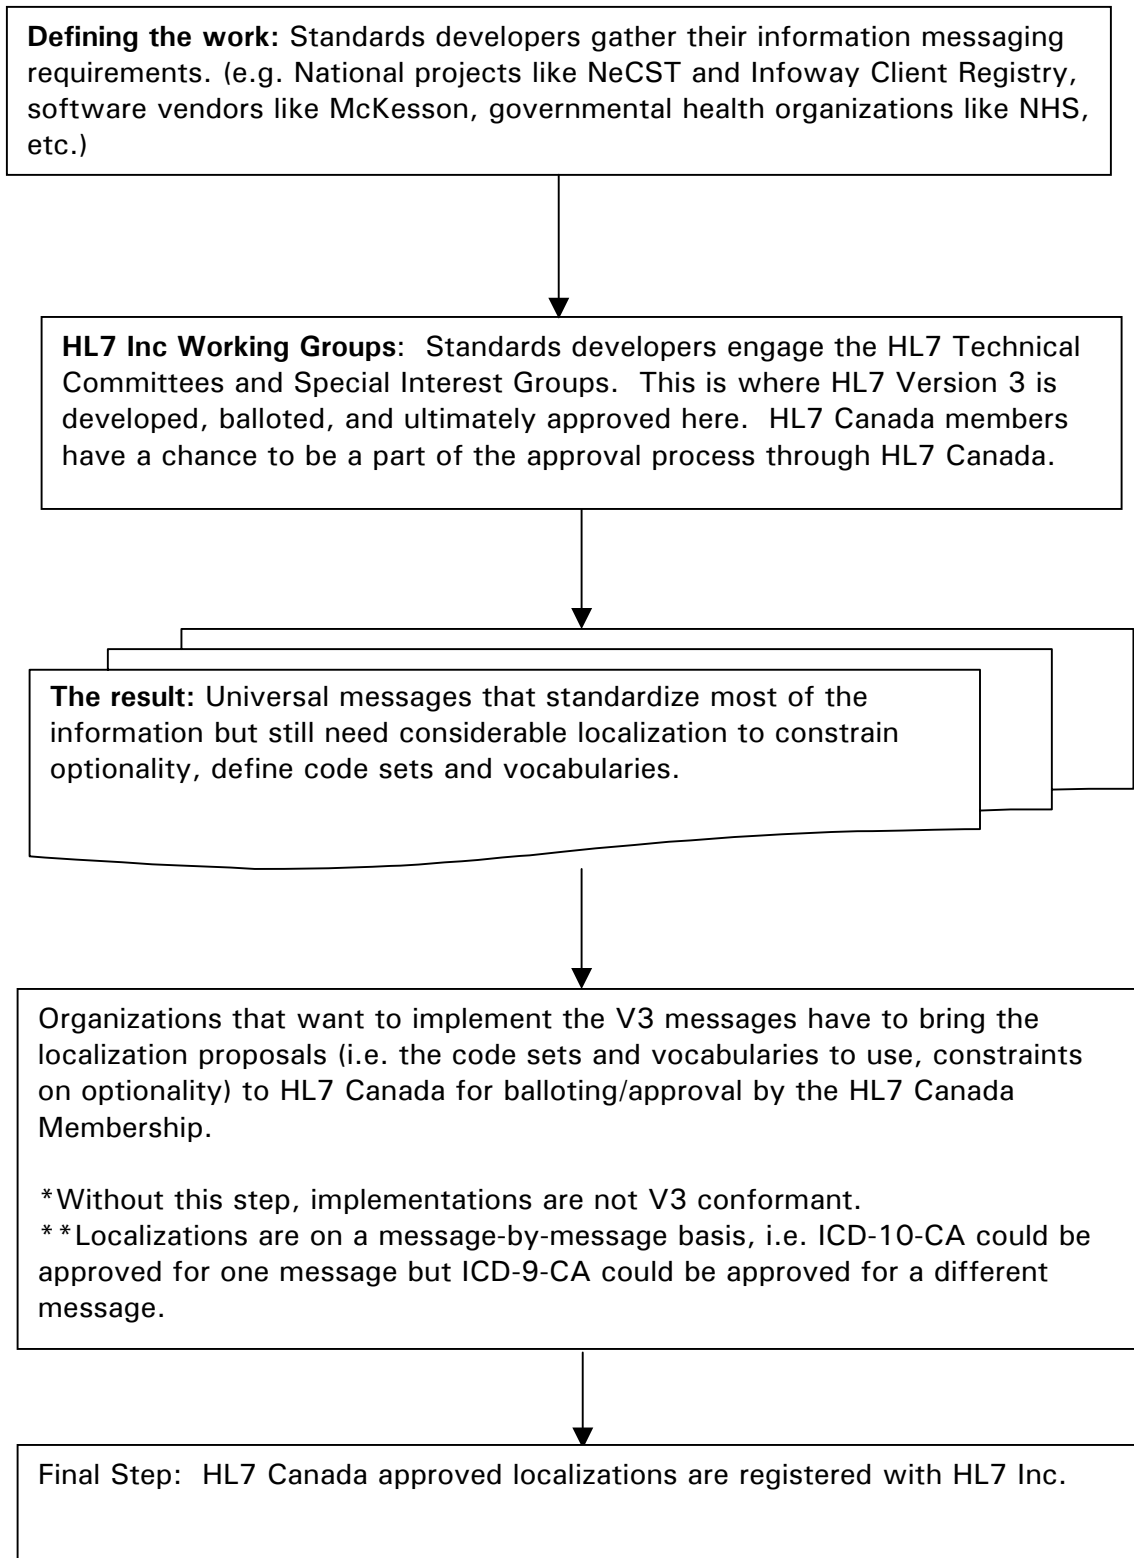 Defining the work: Standards developers gather their information messaging
requirements. (e.g. National projects like NeCST and Infoway Client Registry,
software vendors like McKesson, governmental health organizations like NHS,
etc.)
HL7 Inc Working Groups: Standards developers engage the HL7 Technical
Committees and Special Interest Groups. This is where HL7 Version 3 is
developed, balloted, and ultimately approved here. HL7 Canada members
have a chance to be a part of the approval process through HL7 Canada.
The result: Universal messages that standardize most of the
information but still need considerable localization to constrain
optionality, define code sets and vocabularies.
Organizations that want to implement the V3 messages have to bring the
localization proposals (i.e. the code sets and vocabularies to use, constraints
on optionality) to HL7 Canada for balloting/approval by the HL7 Canada
Membership.
*Without this step, implementations are not V3 conformant.
**Localizations are on a message-by-message basis, i.e. ICD-10-CA could be
approved for one message but ICD-9-CA could be approved for a different
message.
Final Step: HL7 Canada approved localizations are registered with HL7 Inc.